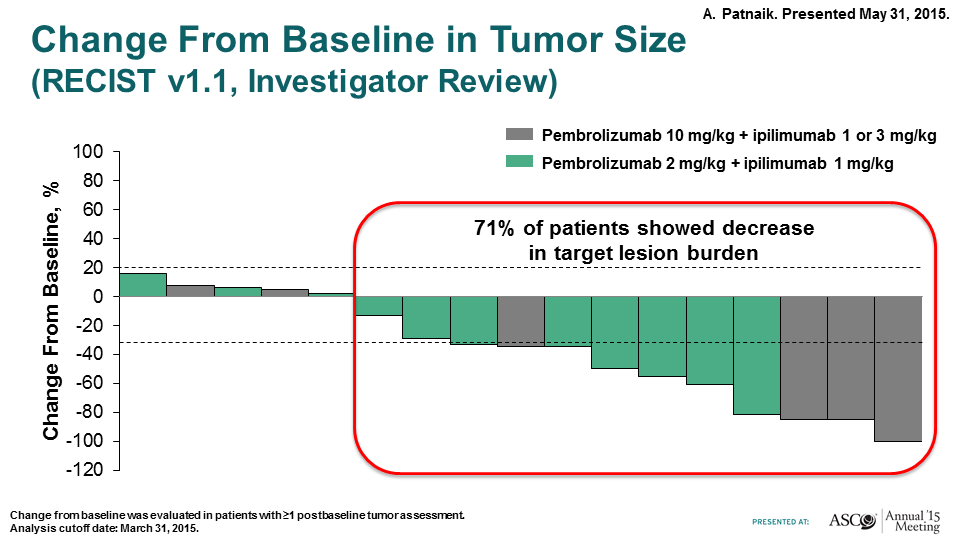 A. Patnaik. Presented May 31, 2015.
Change From Baseline in Tumor Size
(RECIST v1.1, Investigator Review)
Pembrolizumab 10 mg/kg + ipilimumab 1 or 3 mg/kg
Pembrolizumab 2 mg/kg + ipilimumab 1 mg/kg
Change From Baseline, %
100
80
60
40
20
0
-20
-40
-60
-80
-100
-120
71% of patients showed decrease
in target lesion burden
Change from baseline was evaluated in patients with ≥1 postbaseline tumor assessment.
Analysis cutoff date: March 31, 2015.
PRESENTED AT:
ASCO
Annual '15
Meeting